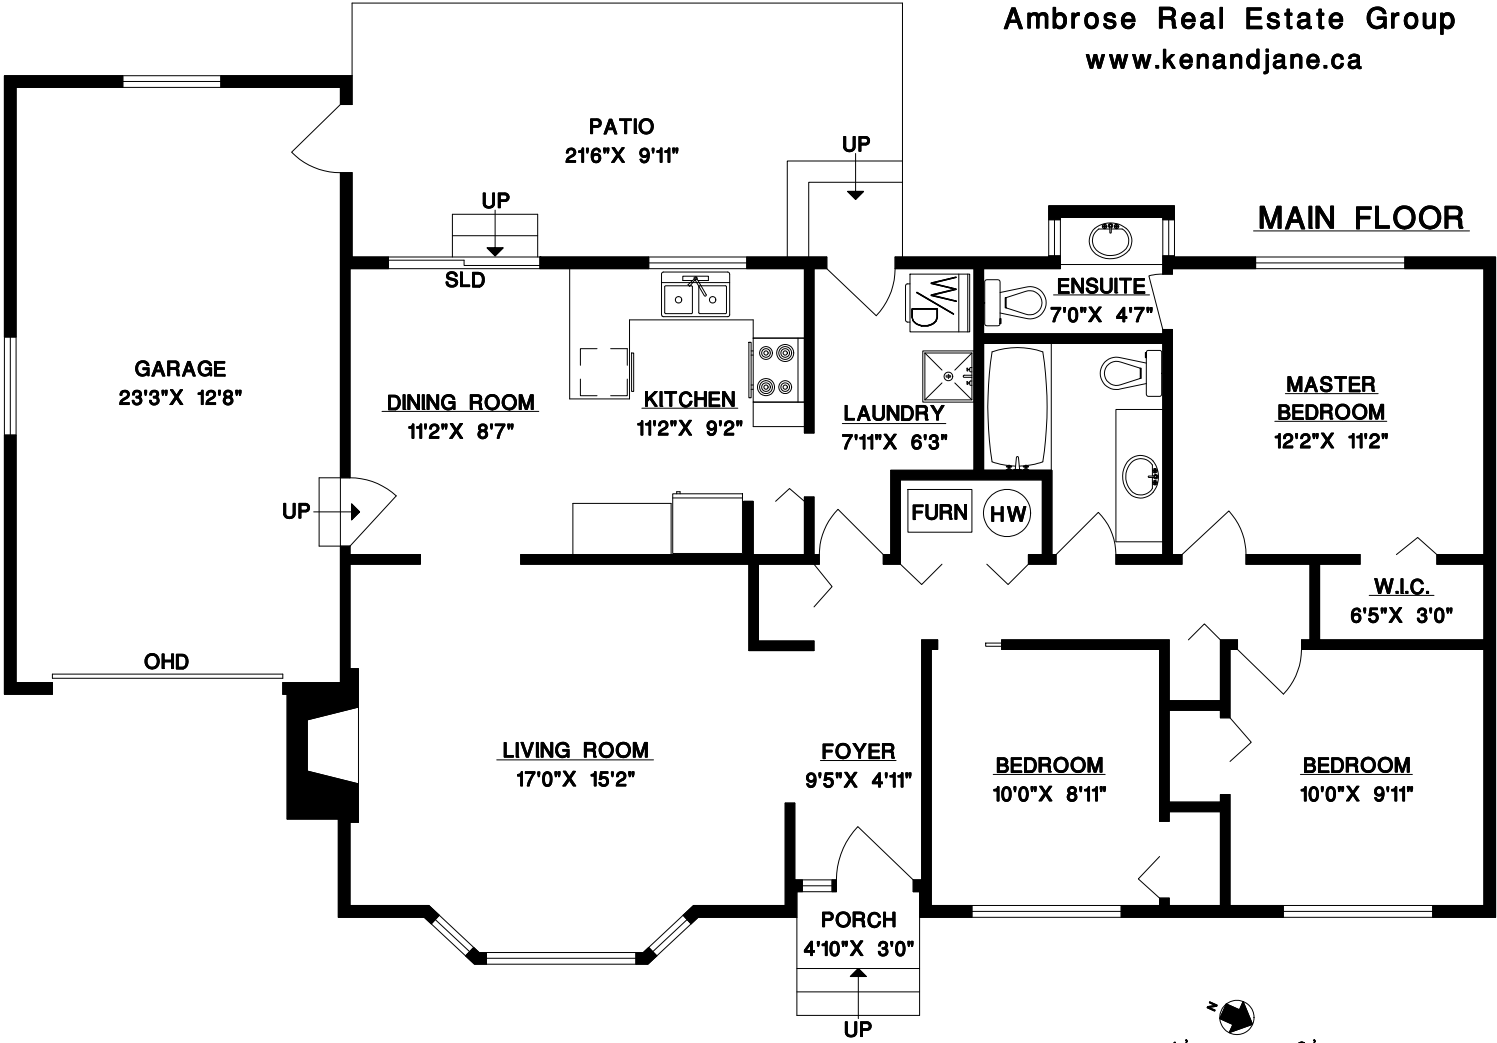 Ambrose Real Estate Group
www.kenandjane.ca
PATIO
21'6"X 9'11"
UP
UP
MAIN FLOOR
SLD
W/D
ENSUITE
7'0"X 4'7"
GARAGE
23'3"X 12'8"
DINING ROOM
11'2"X 8'7"
KITCHEN
11'2"X 9'2"
LAUNDRY
7'11"X 6'3"
MASTER
BEDROOM
12'2"X 11'2"
UP
FURN
HW
W.I.C.
6'5"X 3'0"
OHD
LIVING ROOM
17'0"X 15'2"
FOYER
9'5"X 4'11"
BEDROOM
10'0"X 8'11"
BEDROOM
10'0"X 9'11"
PORCH
4'10"X 3'0"
UP
N